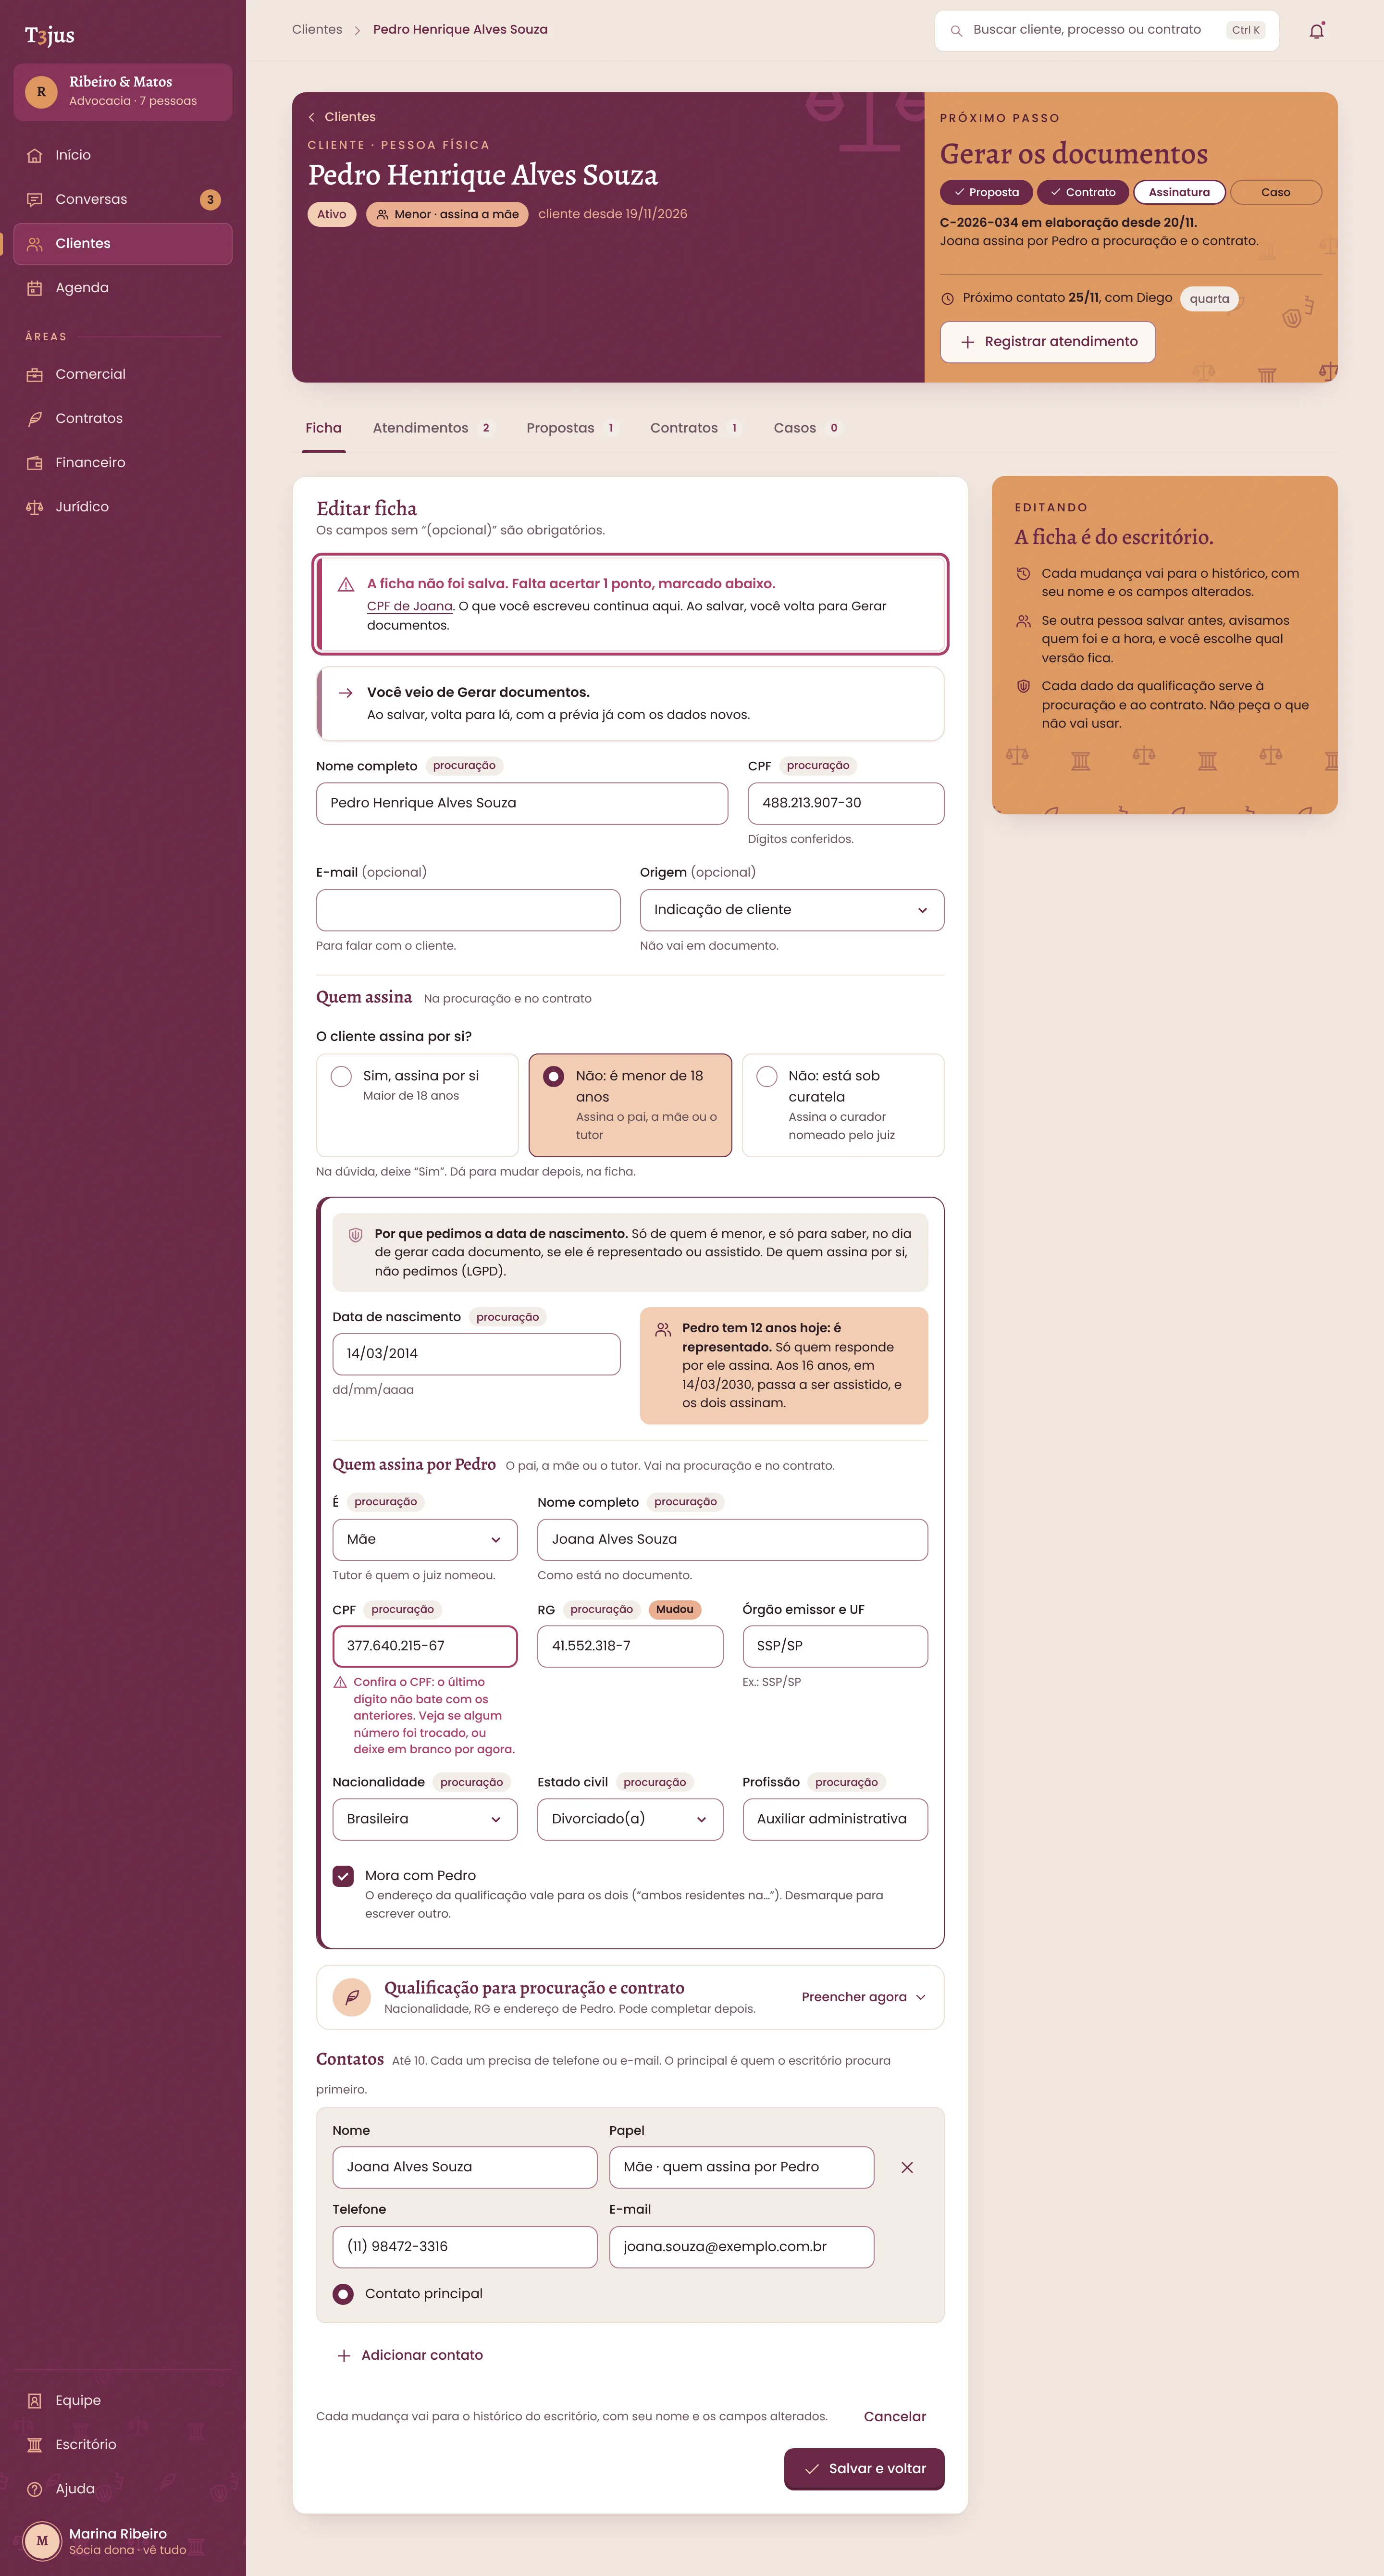 T3jus
R
Ribeiro & Matos
Advocacia · 7 pessoas
Início
Conversas 3
Clientes
Agenda
ÁREAS
Comercial
Contratos
Financeiro
Jurídico
Equipe
Escritório
Ajuda
M
Marina Ribeiro
Sócia dona · vê tudo
Clientes > Pedro Henrique Alves Souza
Buscar cliente, processo ou contrato Ctrl K
Clientes
CLIENTE · PESSOA FÍSICA
Pedro Henrique Alves Souza
Ativo Menor · assina a mãe cliente desde 19/11/2026
PRÓXIMO PASSO
Gerar os documentos
Proposta Contrato Assinatura Caso
C-2026-034 em elaboração desde 20/11.
Joana assina por Pedro a procuração e o contrato.
Próximo contato 25/11, com Diego quarta
Registrar atendimento
Ficha Atendimentos 2 Propostas 1 Contratos 1 Casos 0
Editar ficha
Os campos sem “(opcional)” são obrigatórios.
A ficha não foi salva. Falta acertar 1 ponto, marcado abaixo.
CPF de Joana. O que você escreveu continua aqui. Ao salvar, você volta para Gerar
documentos.
Você veio de Gerar documentos.
Ao salvar, volta para lá, com a prévia já com os dados novos.
Nome completo procuração CPF procuração
Pedro Henrique Alves Souza 488.213.907-30
Dígitos conferidos.
E-mail (opcional) Origem (opcional)
Indicação de cliente
Para falar com o cliente. Não vai em documento.
Quem assina Na procuração e no contrato
O cliente assina por si?
Sim, assina por si
Maior de 18 anos
Não: é menor de 18
anos
Assina o pai, a mãe ou o
tutor
Não: está sob
curatela
Assina o curador
nomeado pelo juiz
Na dúvida, deixe “Sim”. Dá para mudar depois, na ficha.
Por que pedimos a data de nascimento. Só de quem é menor, e só para saber, no dia
de gerar cada documento, se ele é representado ou assistido. De quem assina por si,
não pedimos (LGPD).
Data de nascimento procuração
14/03/2014
dd/mm/aaaa
Pedro tem 12 anos hoje: é
representado. Só quem responde
por ele assina. Aos 16 anos, em
14/03/2030, passa a ser assistido, e
os dois assinam.
Quem assina por Pedro O pai, a mãe ou o tutor. Vai na procuração e no contrato.
É procuração Nome completo procuração
Mãe Joana Alves Souza
Tutor é quem o juiz nomeou. Como está no documento.
CPF procuração RG procuração Mudou Órgão emissor e UF
377.640.215-67 41.552.318-7 SSP/SP
Ex.: SSP/SP
Confira o CPF: o último
dígito não bate com os
anteriores. Veja se algum
número foi trocado, ou
deixe em branco por agora.
Nacionalidade procuração Estado civil procuração Profissão procuração
Brasileira Divorciado(a) Auxiliar administrativa
Mora com Pedro
O endereço da qualificação vale para os dois (“ambos residentes na…”). Desmarque para
escrever outro.
Qualificação para procuração e contrato
Nacionalidade, RG e endereço de Pedro. Pode completar depois.
Preencher agora
Contatos Até 10. Cada um precisa de telefone ou e-mail. O principal é quem o escritório procura
primeiro.
Nome Papel
Joana Alves Souza Mãe · quem assina por Pedro
Telefone E-mail
(11) 98472-3316 joana.souza@exemplo.com.br
Contato principal
Adicionar contato
Cada mudança vai para o histórico do escritório, com seu nome e os campos alterados. Cancelar
Salvar e voltar
EDITANDO
A ficha é do escritório.
Cada mudança vai para o histórico, com
seu nome e os campos alterados.
Se outra pessoa salvar antes, avisamos
quem foi e a hora, e você escolhe qual
versão fica.
Cada dado da qualificação serve à
procuração e ao contrato. Não peça o que
não vai usar.